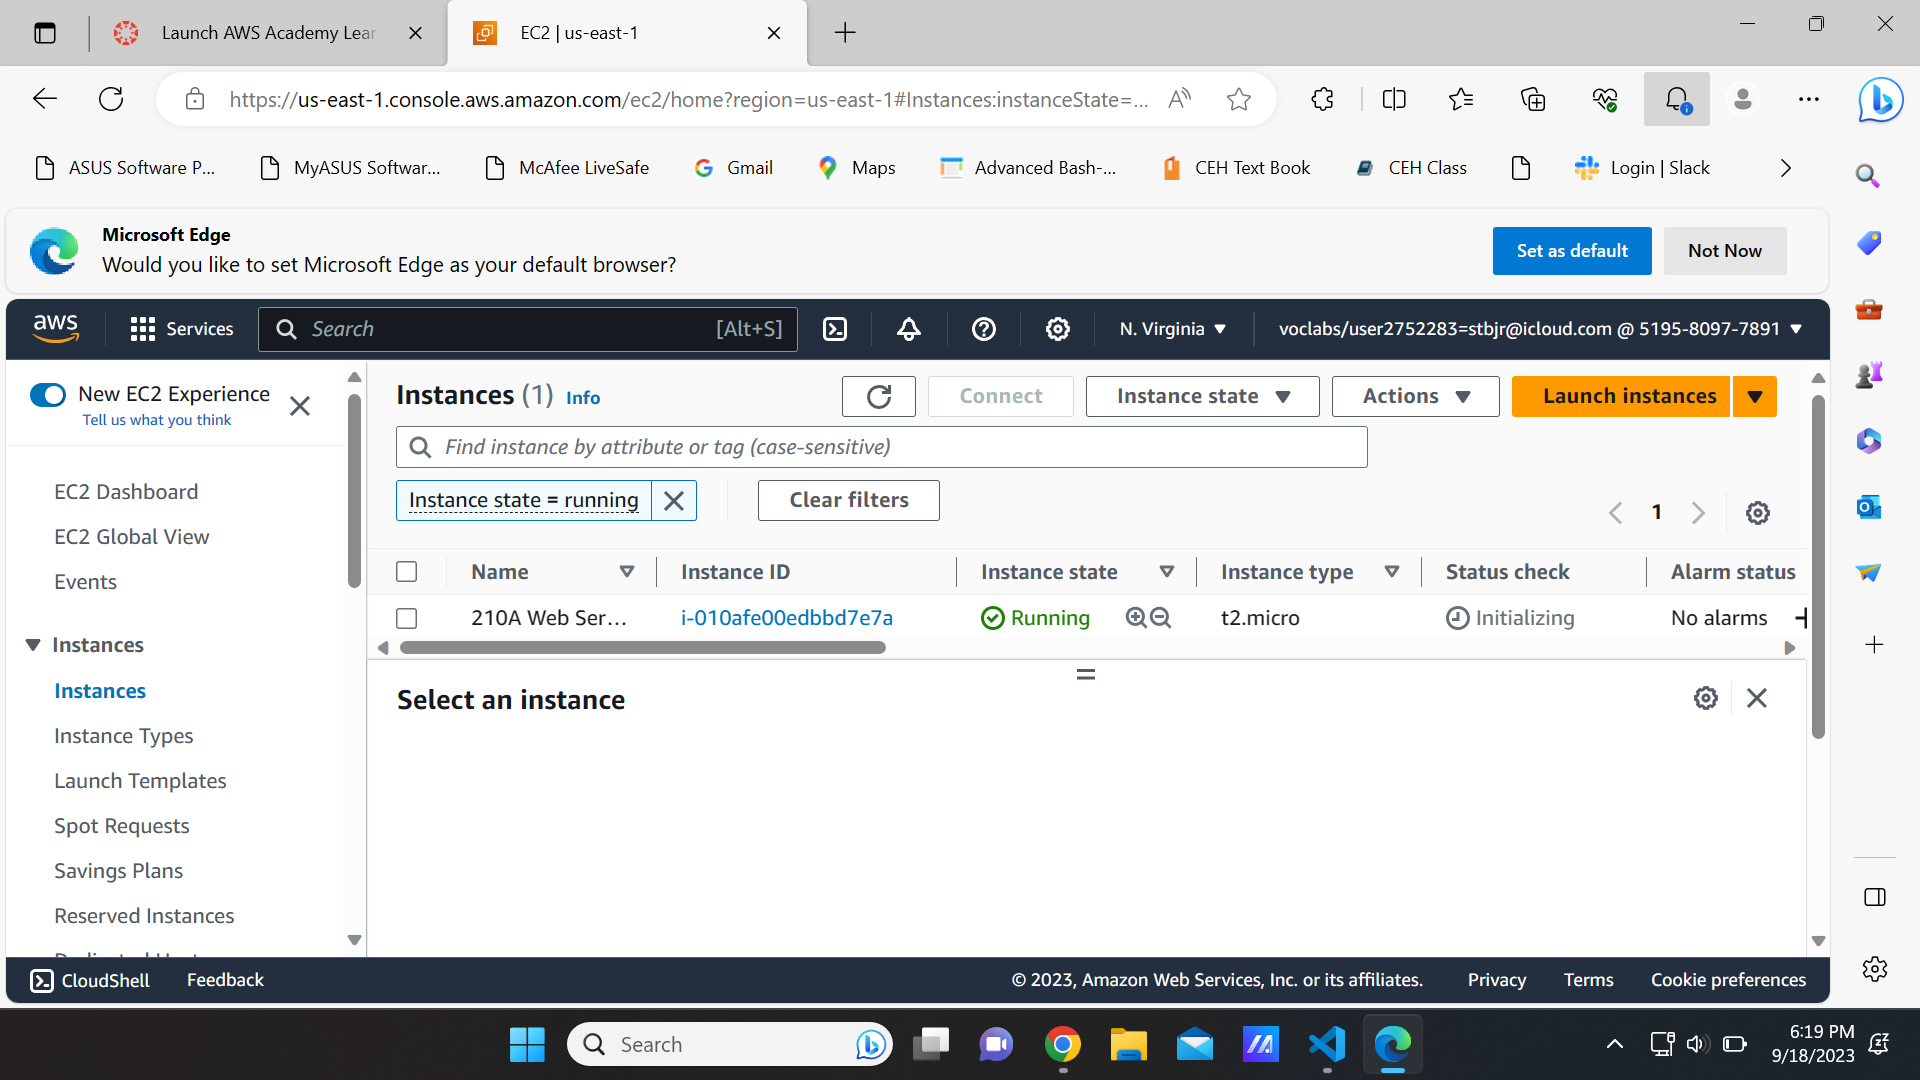 Launch AWS Academy Lear
EC2 | us-east-1
https://us-east-1.console.aws.amazon.com/ec2/home?region=us-east-1#Instances:instanceState=...
ASUS Software P... MyASUS Softwar... McAfee LiveSafe Gmail Maps Advanced Bash-... CEH Text Book CEH Class Login | Slack
Microsoft Edge
Would you like to set Microsoft Edge as your default browser?
Set as default Not Now
aws Services Search [Alt+S] N. Virginia voclabs/user2752283=stbjr@icloud.com @ 5195-8097-7891
New EC2 Experience
Tell us what you think
EC2 Dashboard
EC2 Global View
Events
Instances
Instances
Instance Types
Launch Templates
Spot Requests
Savings Plans
Reserved Instances
Instances (1) Info
Connect Instance state Actions Launch instances
Find instance by attribute or tag (case-sensitive)
Instance state = running Clear filters
1
Name Instance ID Instance state Instance type Status check Alarm status
210A Web Ser... i-010afe00edbbd7e7a Running t2.micro Initializing No alarms
Select an instance
CloudShell Feedback © 2023, Amazon Web Services, Inc. or its affiliates. Privacy Terms Cookie preferences
Search
6:19 PM
9/18/2023